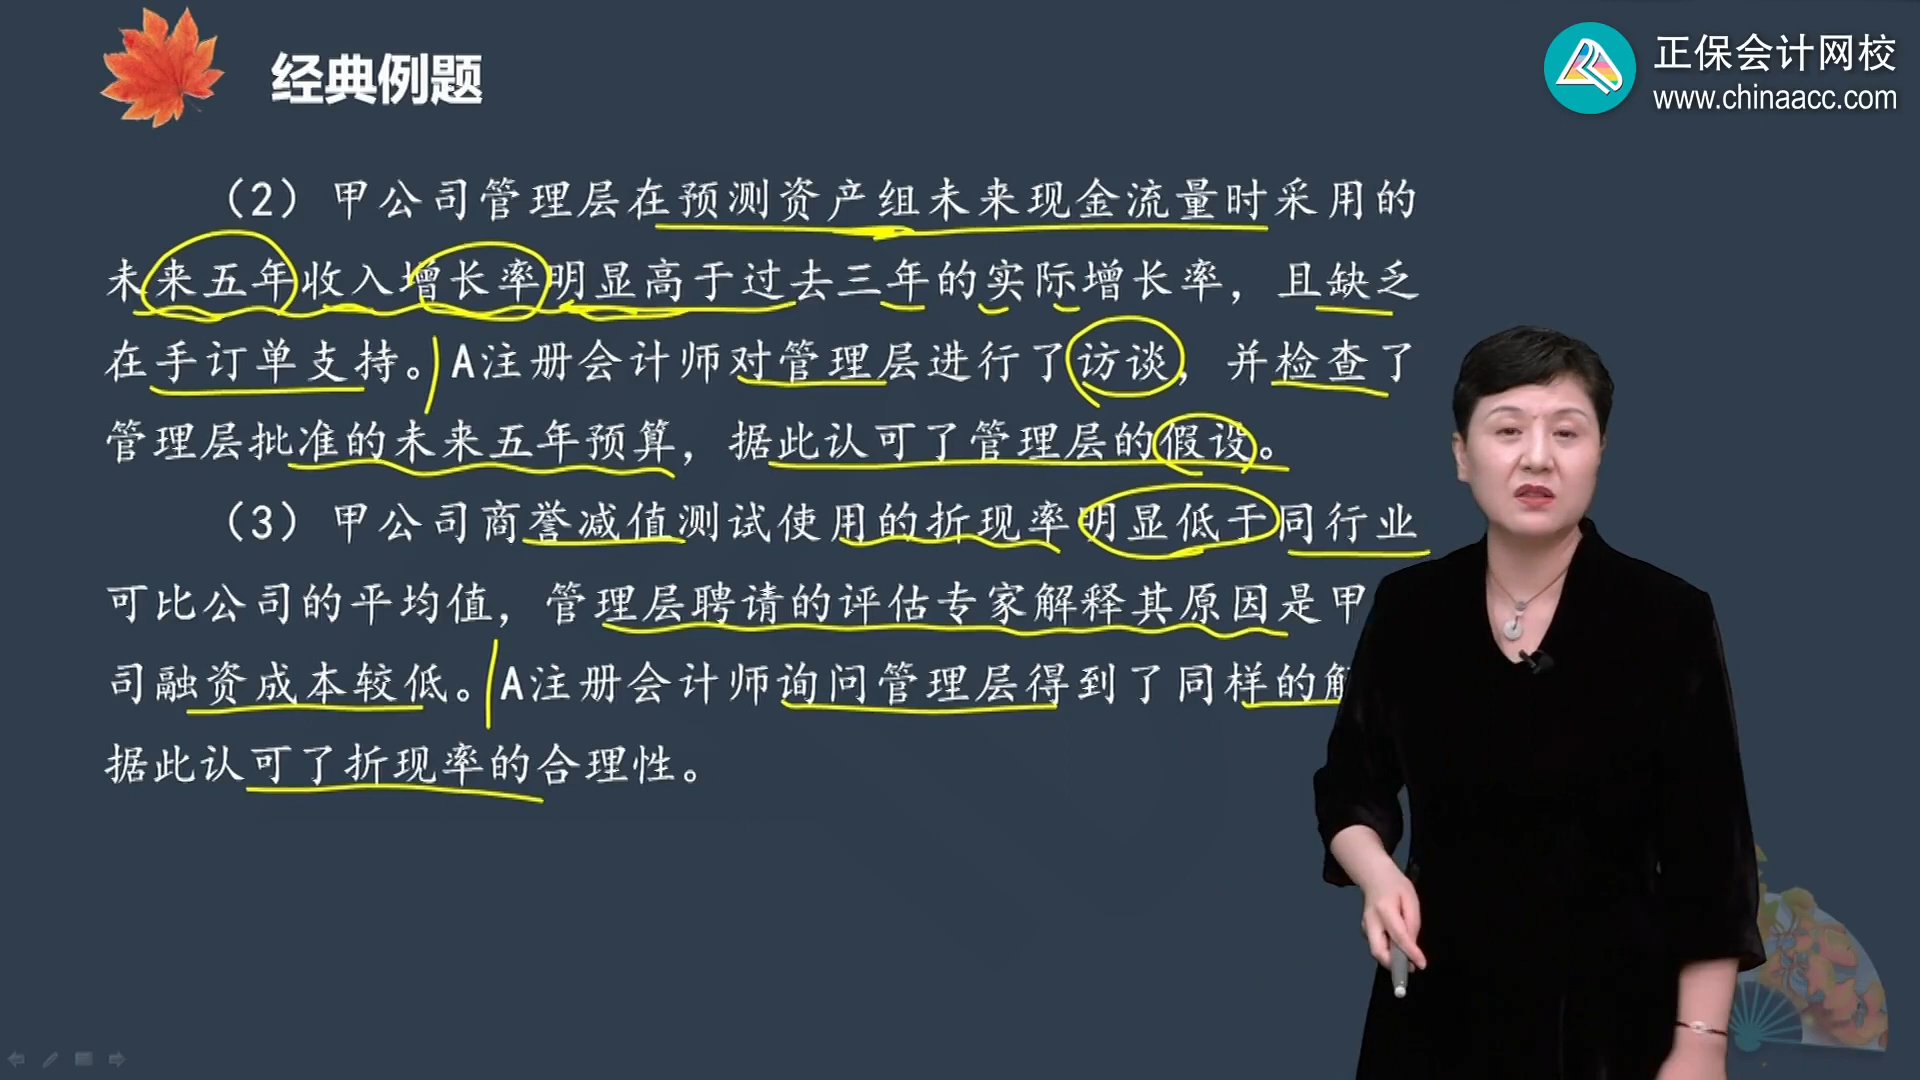 经典例题
正保会计网校
www.chinaacc.com
（2）甲公司管理层在预测资产组未来现金流量时采用的
未来五年收入增长率明显高于过去三年的实际增长率，且缺乏
在手订单支持。A注册会计师对管理层进行了访谈，并检查了
管理层批准的未来五年预算，据此认可了管理层的假设。
（3）甲公司商誉减值测试使用的折现率明显低于同行业
可比公司的平均值，管理层聘请的评估专家解释其原因是甲
司融资成本较低。A注册会计师询问管理层得到了同样的解
据此认可了折现率的合理性。